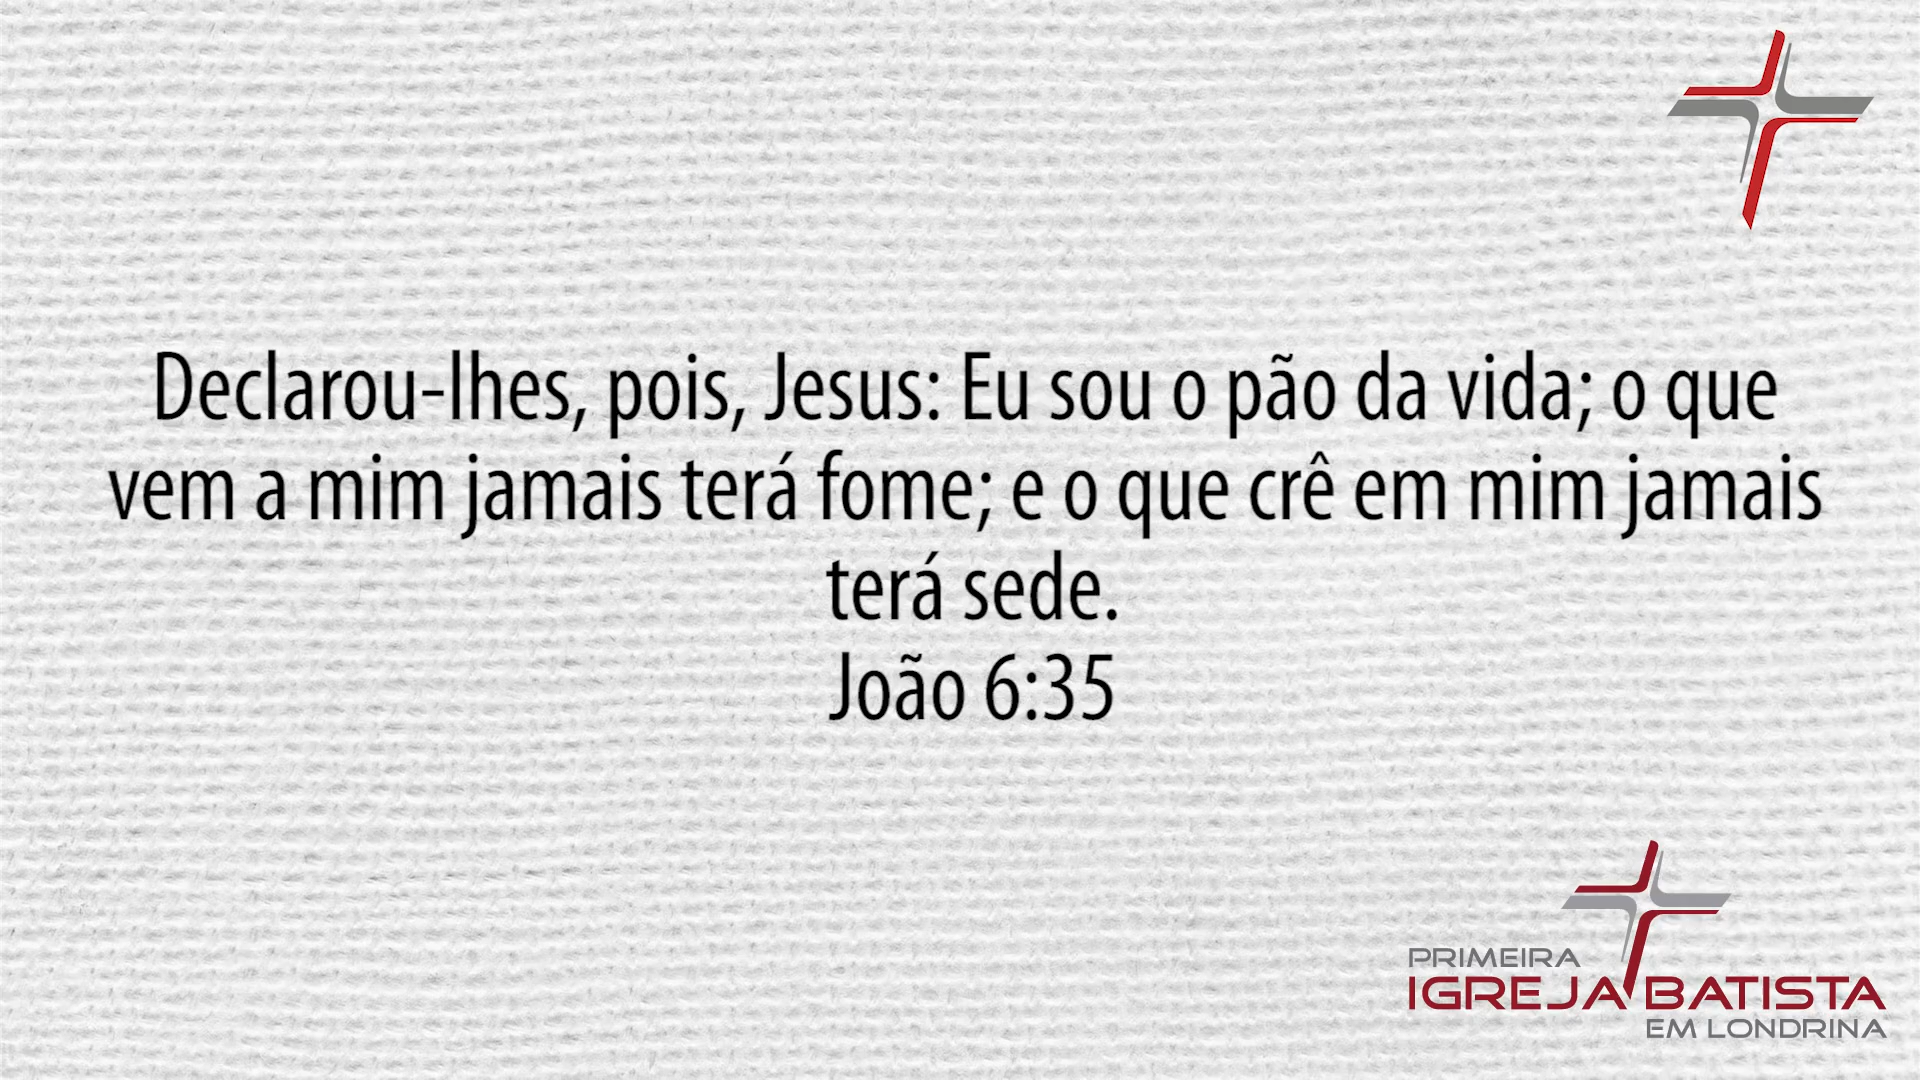 Declarou-lhes, pois, Jesus: Eu sou o pão da vida; o que
vem a mim jamais terá fome; e o que crê em mim jamais
terá sede.
João 6:35
PRIMEIRA
IGREJA BATISTA
EM LONDRINA